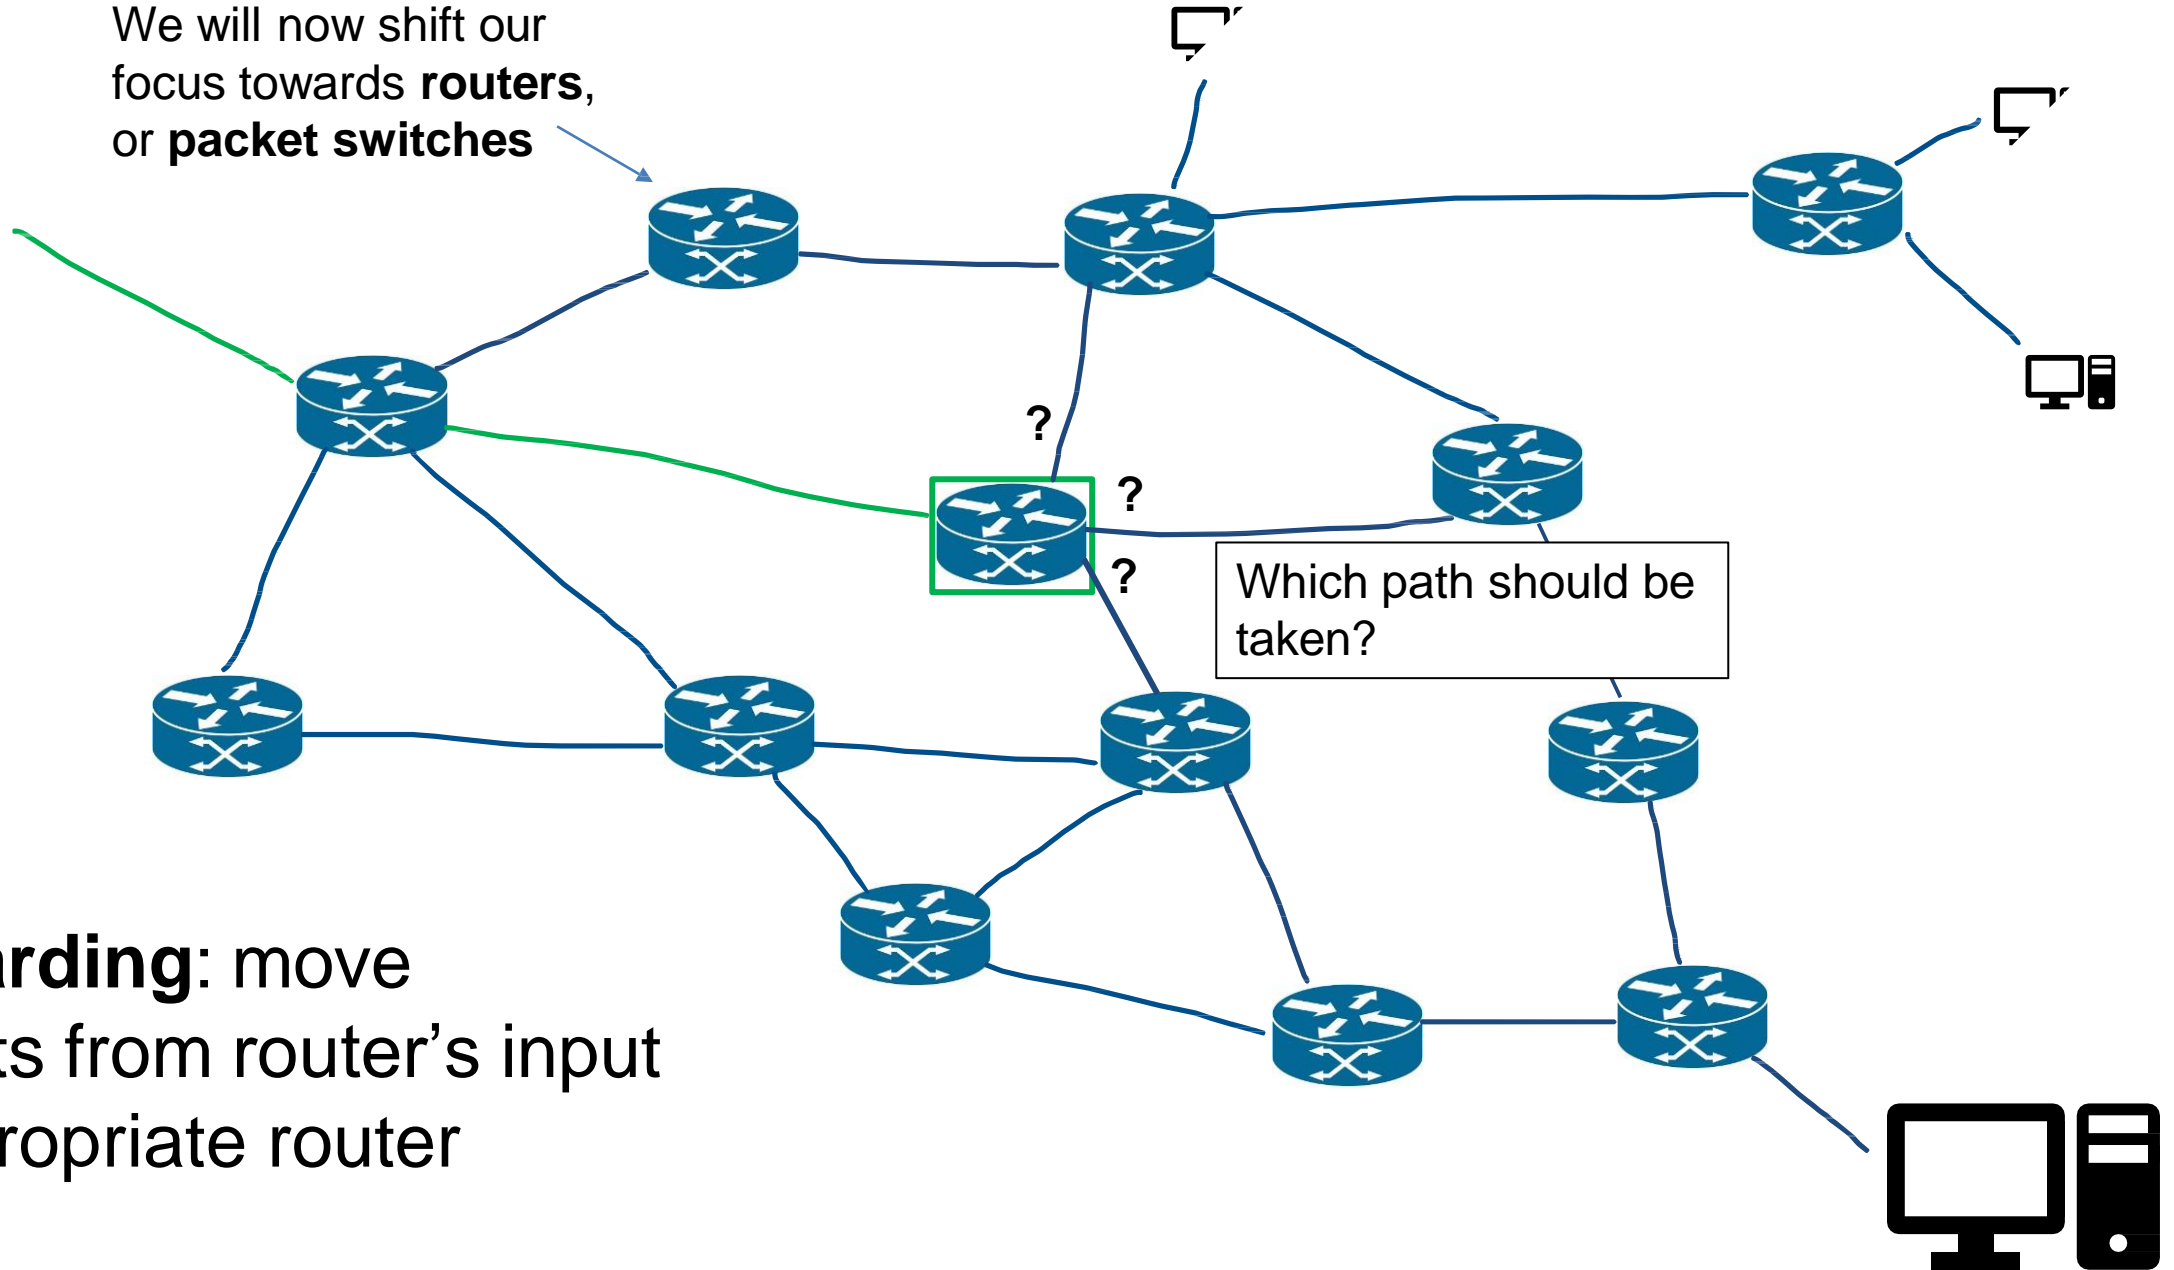 We will now shift our
focus towards routers,
or packet switches
?
?
?
Which path should be
taken?
arding: move
ts from router’s input
ropriate router